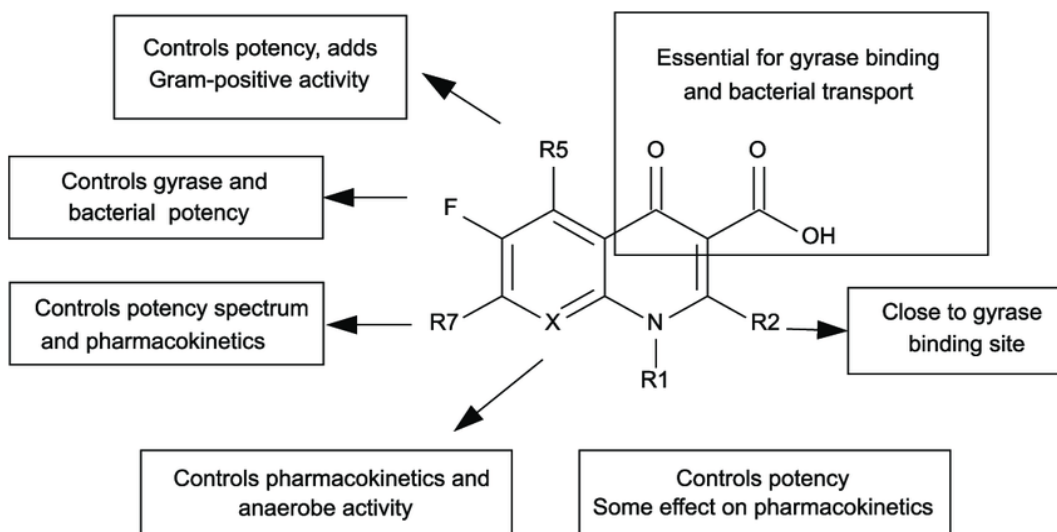 Controls potency, adds
Gram-positive activity
Essential for gyrase binding
and bacterial transport
R5
O
O
Controls gyrase and
bacterial potency
F
OH
Controls potency spectrum
and pharmacokinetics
R7
X
N
R2
Close to gyrase
binding site
R1
Controls pharmacokinetics and
anaerobe activity
Controls potency
Some effect on pharmacokinetics